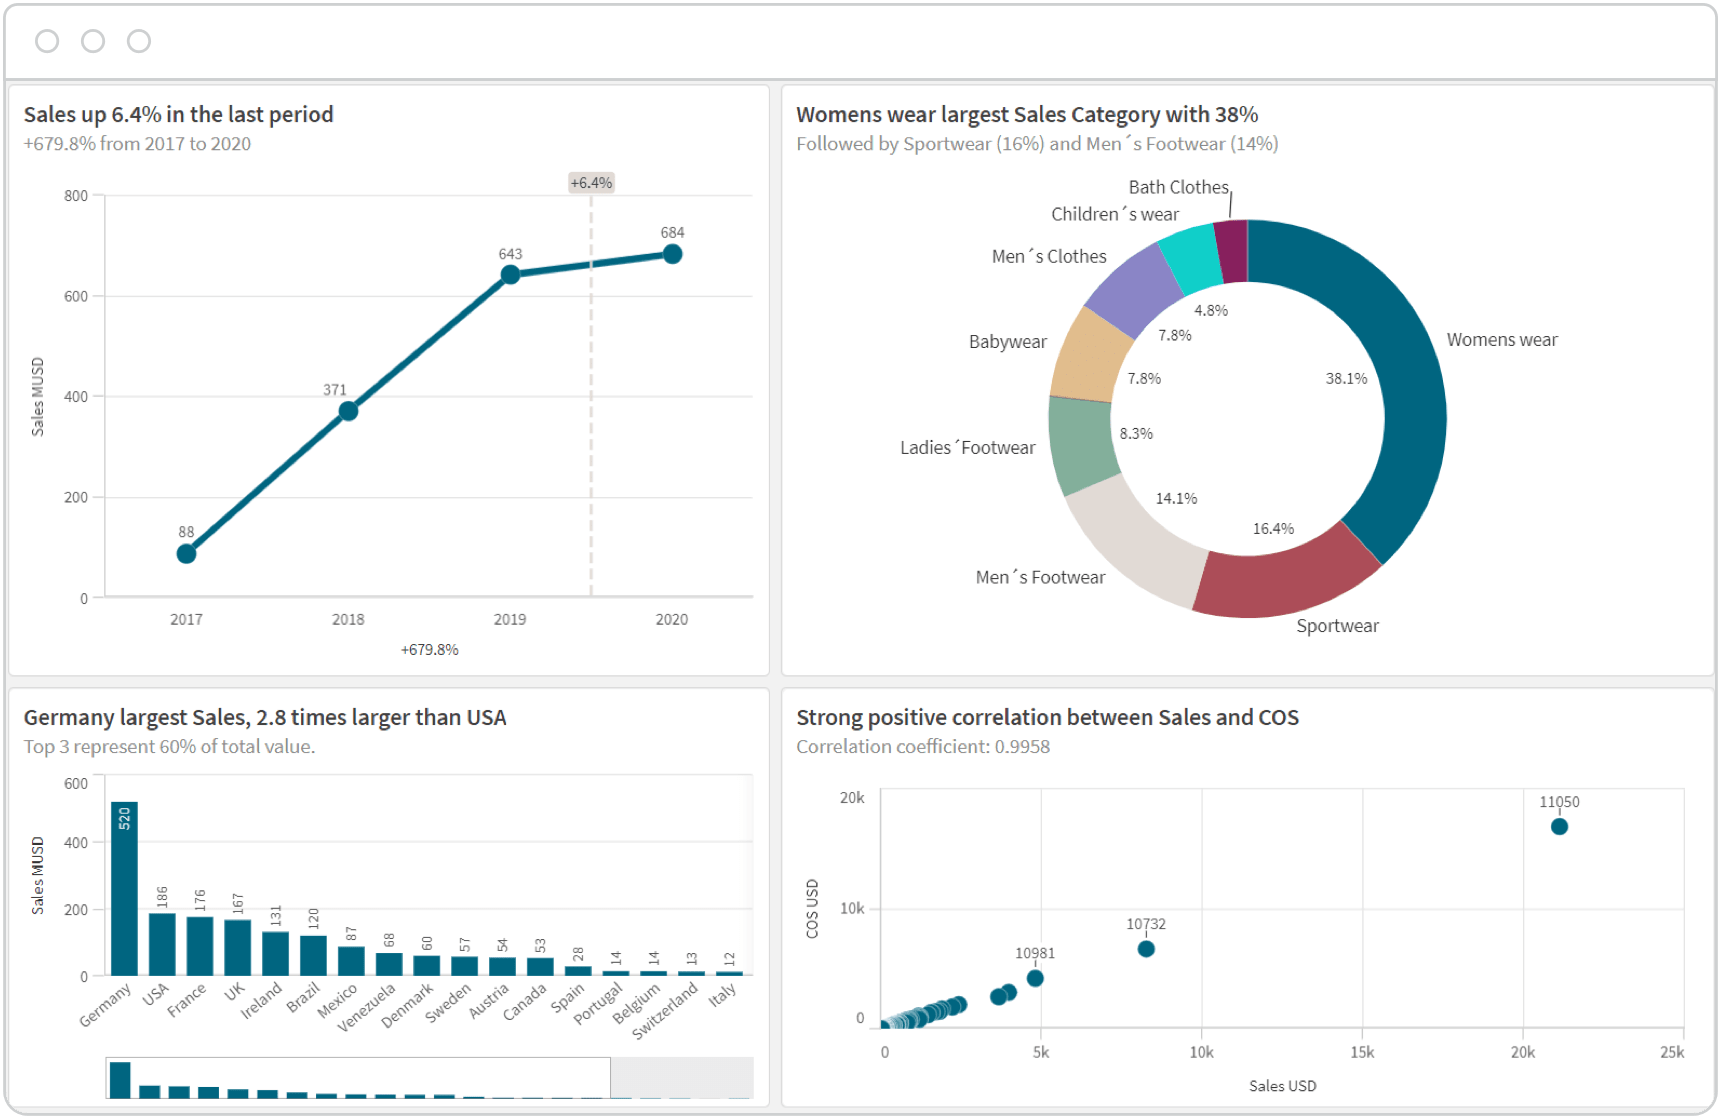 Sales up 6.4% in the last period
+679.8% from 2017 to 2020
+6.4%
800
600
400
200
0
Sales MUSD
88
371
643
684
2017 2018 2019 2020
+679.8%
Womens wear largest Sales Category with 38%
Followed by Sportwear (16%) and Men´s Footwear (14%)
Bath Clothes
Children´s wear
Men´s Clothes
Babywear
Ladies´Footwear
Men´s Footwear
Sportwear
Womens wear
4.8%
7.8%
7.8%
8.3%
14.1%
16.4%
38.1%
Germany largest Sales, 2.8 times larger than USA
Top 3 represent 60% of total value.
600
400
200
0
Sales MUSD
520 186 176 167 131 120 87 68 60 57 54 53 28 14 14 13 12
Germany USA France UK Ireland Brazil Mexico Venezuela Denmark Sweden Austria Canada Spain Portugal Belgium Switzerland Italy
Strong positive correlation between Sales and COS
Correlation coefficient: 0.9958
20k
10k
0
COS USD
11050
10732
10981
0 5k 10k 15k 20k 25k
Sales USD